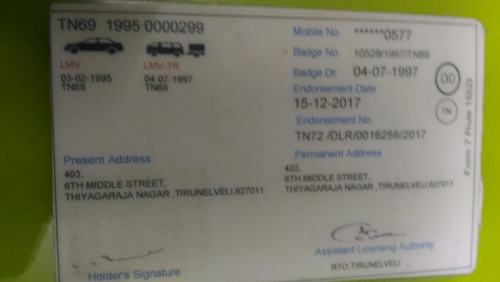 TN69 1995 0000299
LMV
03-02-1995
TN69
LMV-TR
04-07-1997
TN69
Mobile No ******0577
Badge No. 10528/1997/TN69
Badge Dt. 04-07-1997
Endorsement Date
15-12-2017
Endorsement No
TN72 /DLR/0016256/2017
OO
TN
Form 7 Rule 16(2)
Present Address
403,
6TH MIDDLE STREET,
THIYAGARAJA NAGAR ,TIRUNELVELI,627011
Permanent Address
403,
6TH MIDDLE STREET,
THIYAGARAJA NAGAR ,TIRUNELVELI,627011
Holder's Signature
Assistant Licensing Authority
RTO,TIRUNELVELI